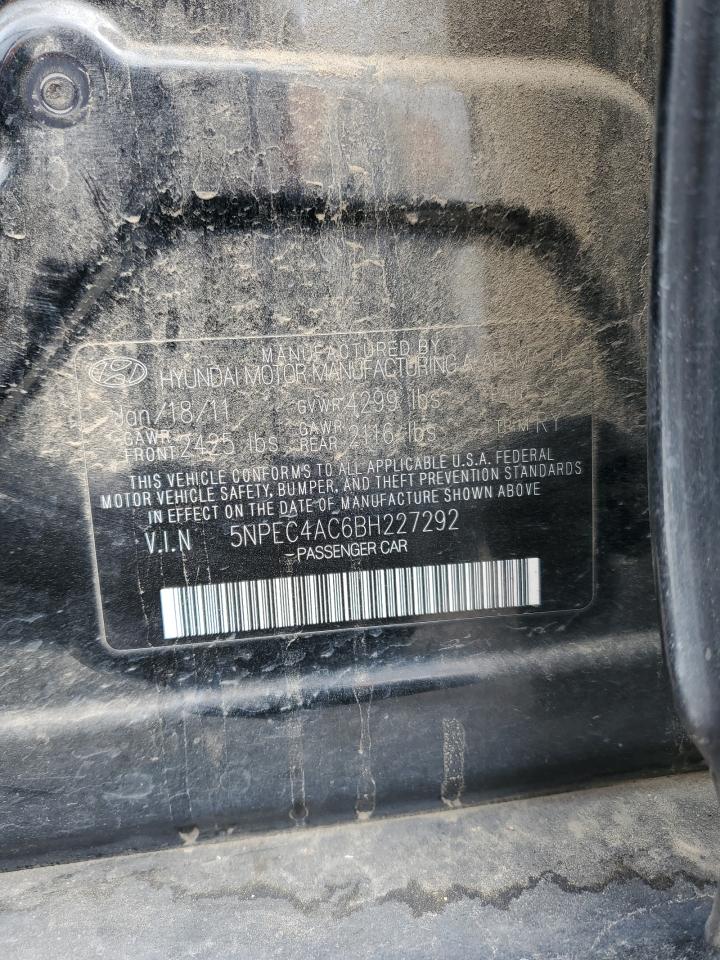 MANUFACTURED BY
HYUNDAI MOTOR MANUFACTURING
Jan/18/11 GVWR 4299 lbs
GAWR FRONT 2425 lbs GAWR REAR 2116 lbs TRIM RY
THIS VEHICLE CONFORMS TO ALL APPLICABLE U.S.A. FEDERAL
MOTOR VEHICLE SAFETY, BUMPER, AND THEFT PREVENTION STANDARDS
IN EFFECT ON THE DATE OF MANUFACTURE SHOWN ABOVE
V.I.N 5NPEC4AC6BH227292
-PASSENGER CAR